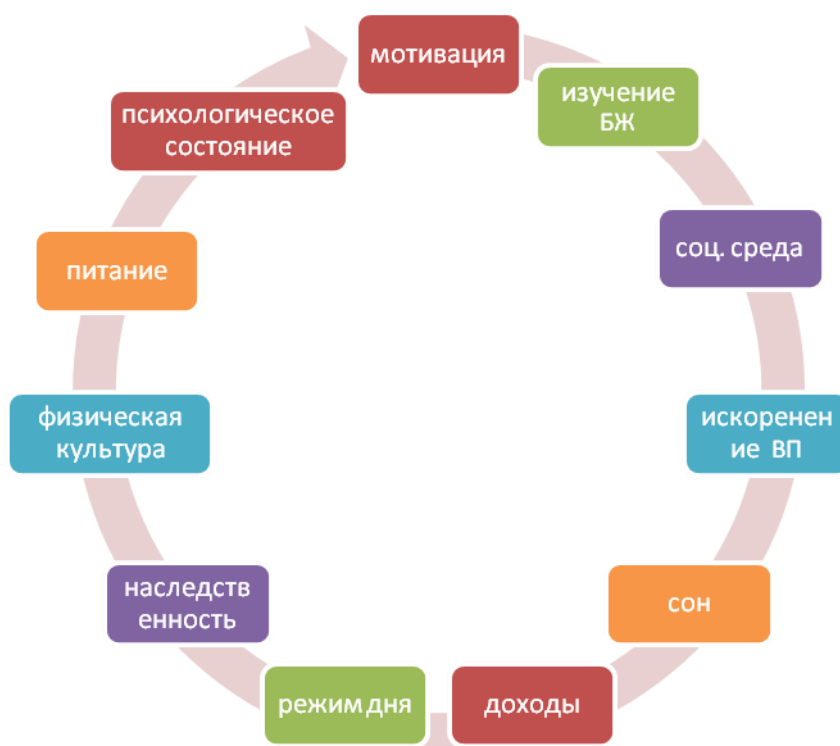 мотивация
изучение
БЖ
соц. среда
искоренен
ие ВП
сон
доходы
режим дня
наследств
енность
физическая
культура
питание
психологическое
состояние